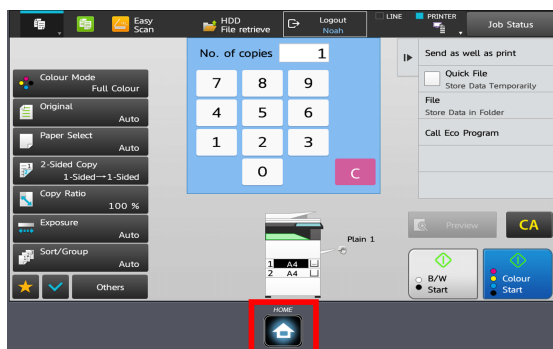 Easy
Scan
HDD
File retrieve
Logout
Noah
LINE
PRINTER
Job Status
No. of copies 1
7 8 9
4 5 6
1 2 3
0 C
Colour Mode
Full Colour
Original
Auto
Paper Select
Auto
2-Sided Copy
1-Sided→1-Sided
Copy Ratio
100 %
Exposure
Auto
Sort/Group
Auto
Others
Plain 1
1 A4
2 A4
Send as well as print
Quick File
Store Data Temporarily
File
Store Data in Folder
Call Eco Program
Preview
CA
B/W
Start
Colour
Start
HOME